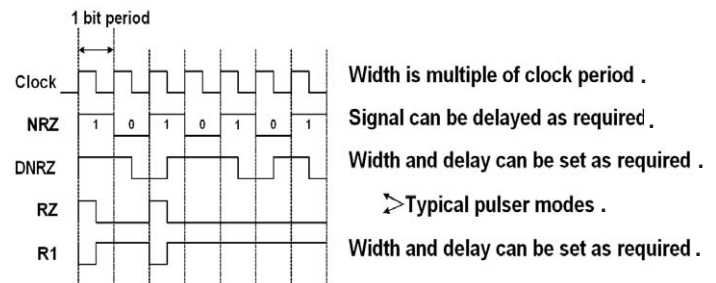 1 bit period
Clock
Width is multiple of clock period .
NRZ 1 0 1 0 1 0 1
Signal can be delayed as required.
DNRZ
Width and delay can be set as required .
RZ
Typical pulser modes .
R1
Width and delay can be set as required .